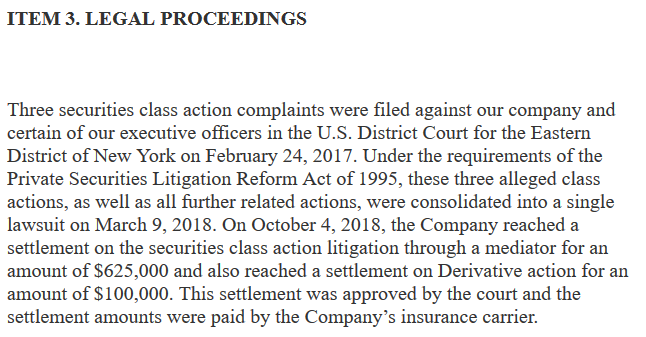 ITEM 3. LEGAL PROCEEDINGS
Three securities class action complaints were filed against our company and
certain of our executive officers in the U.S. District Court for the Eastern
District of New York on February 24, 2017. Under the requirements of the
Private Securities Litigation Reform Act of 1995, these three alleged class
actions, as well as all further related actions, were consolidated into a single
lawsuit on March 9, 2018. On October 4, 2018, the Company reached a
settlement on the securities class action litigation through a mediator for an
amount of $625,000 and also reached a settlement on Derivative action for an
amount of $100,000. This settlement was approved by the court and the
settlement amounts were paid by the Company’s insurance carrier.